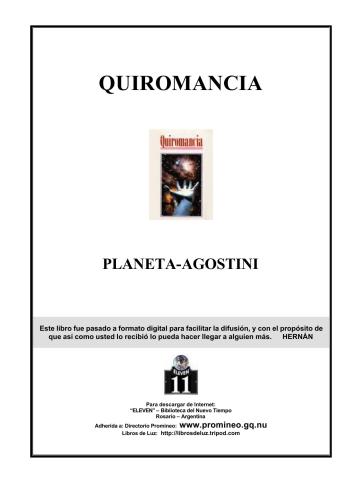 QUIROMANCIA
Quiromancia
PLANETA-AGOSTINI
Este libro fue pasado a formato digital para facilitar la difusión, y con el propósito de
que así como usted lo recibió lo pueda hacer llegar a alguien más. HERNÁN
ELEVEN
11
Para descargar de Internet:
"ELEVEN" – Biblioteca del Nuevo Tiempo
Rosario – Argentina
Adherida a: Directorio Promineo: www.promineo.gq.nu
Libros de Luz: http://librosdeluz.tripod.com